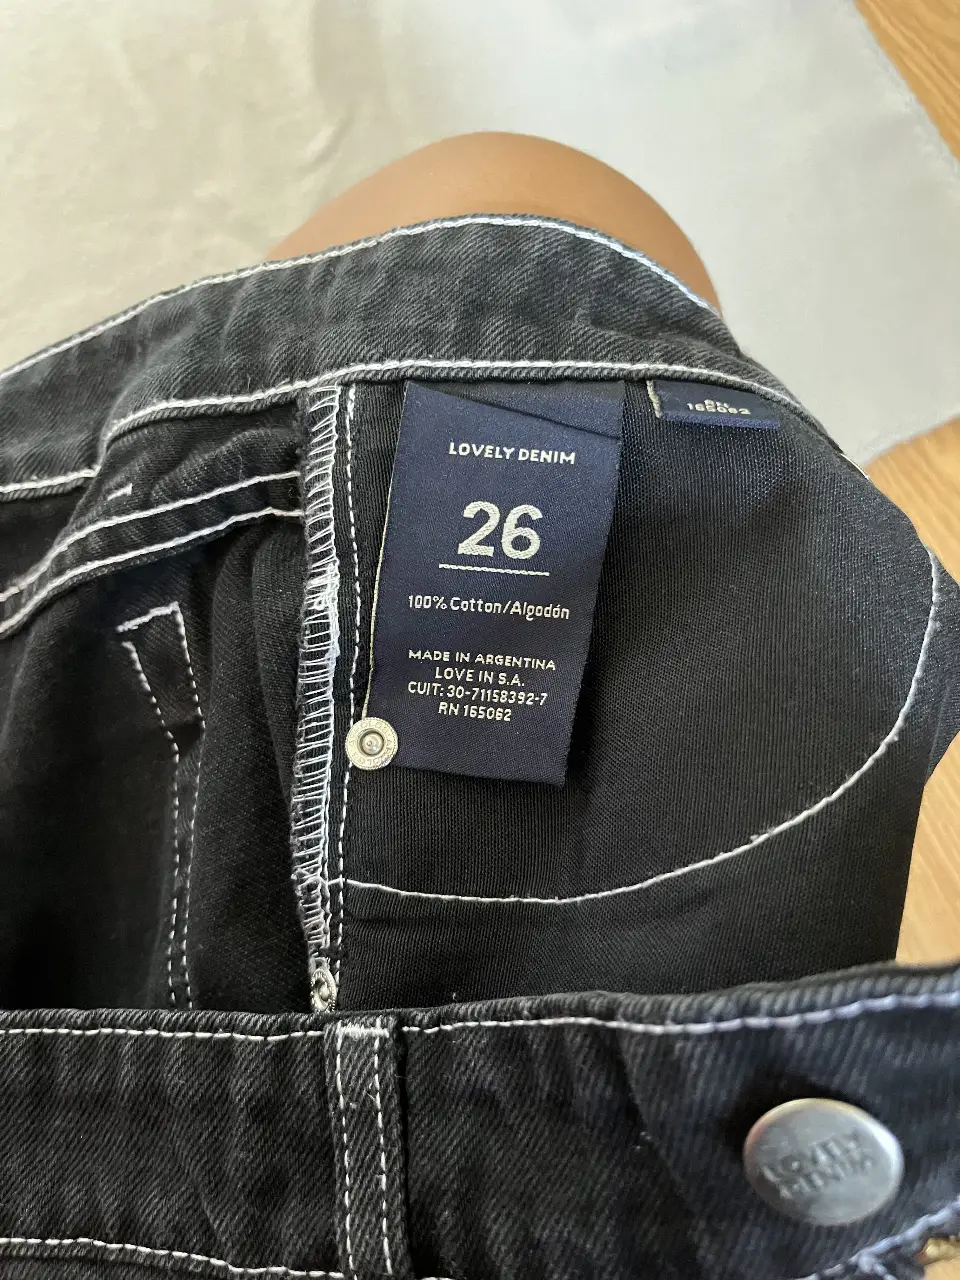 LOVELY DENIM
26
100% Cotton/Algodón
MADE IN ARGENTINA
LOVE IN S.A.
CUIT: 30-71158392-7
RN 165062
165062
LOVELY
DENIM